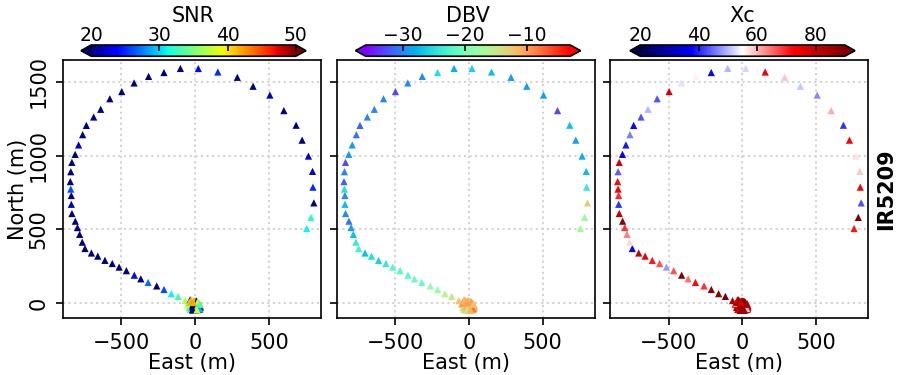 SNR DBV Xc
20 30 40 50 −30 −20 −10 20 40 60 80
1500
1000
500
0
North (m)
−500 0 500 −500 0 500 −500 0 500
East (m) East (m) East (m)
IR5209